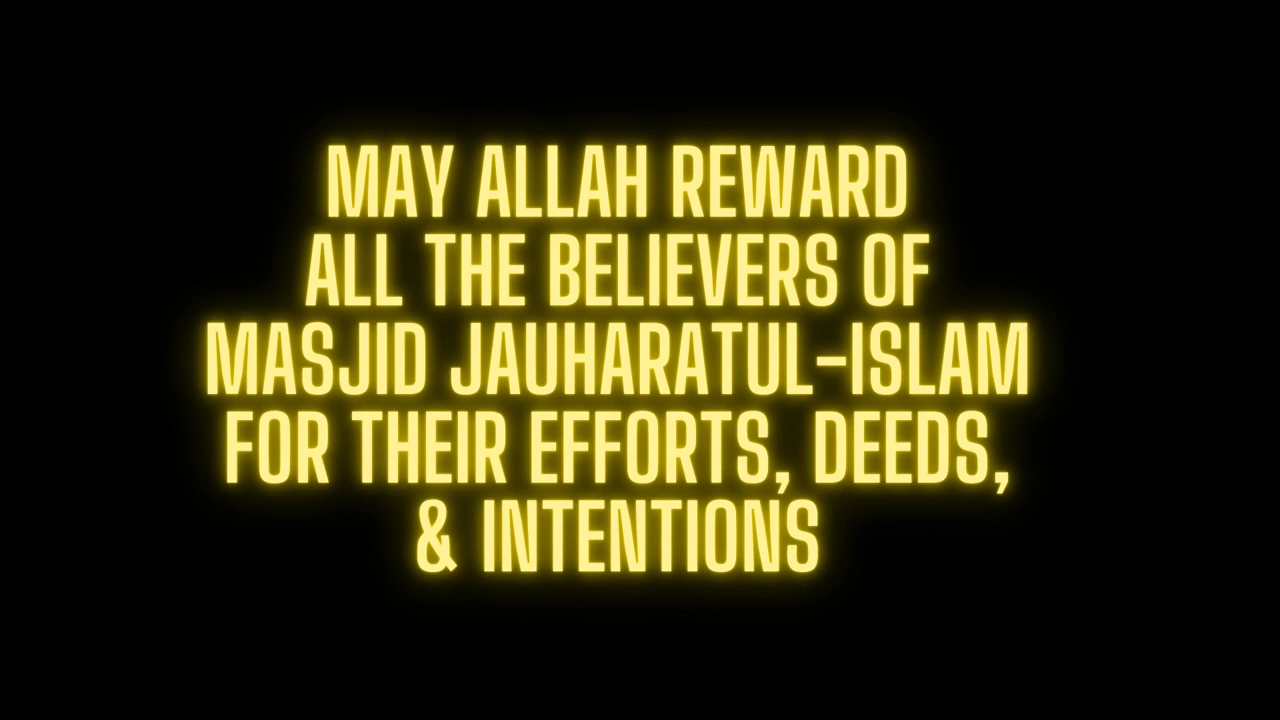 MAY ALLAH REWARD
ALL THE BELIEVERS OF
MASJID JAUHARATUL-ISLAM
FOR THEIR EFFORTS, DEEDS,
& INTENTIONS